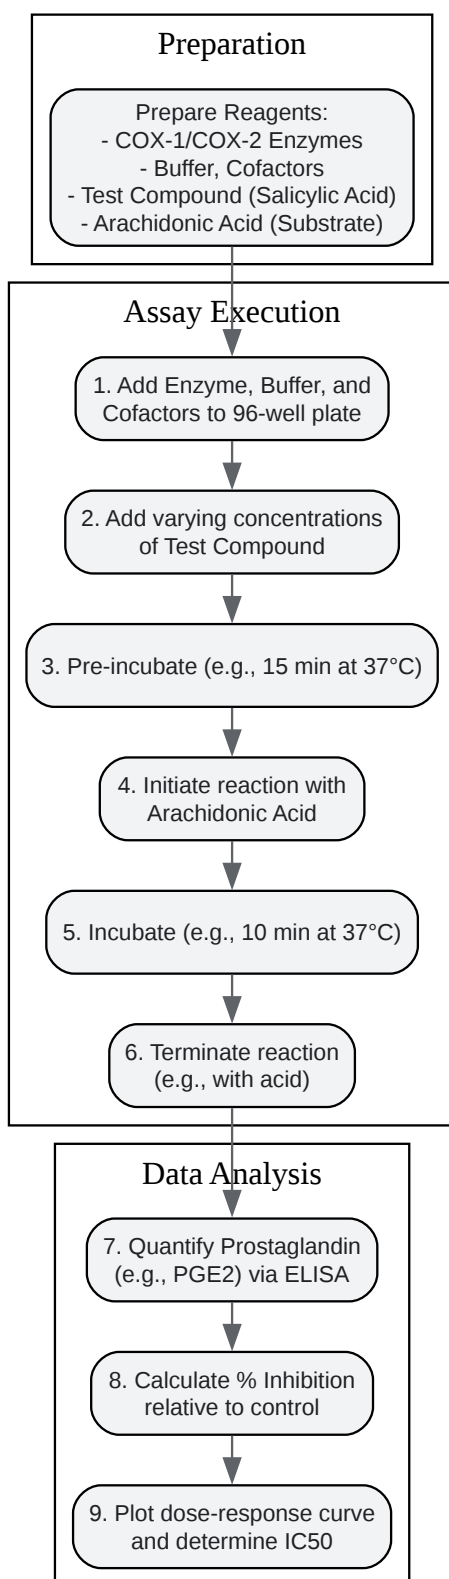 Preparation
Prepare Reagents:
- COX-1/COX-2 Enzymes
- Buffer, Cofactors
- Test Compound (Salicylic Acid)
- Arachidonic Acid (Substrate)
Assay Execution
1. Add Enzyme, Buffer, and
Cofactors to 96-well plate
2. Add varying concentrations
of Test Compound
3. Pre-incubate (e.g., 15 min at 37°C)
4. Initiate reaction with
Arachidonic Acid
5. Incubate (e.g., 10 min at 37°C)
6. Terminate reaction
(e.g., with acid)
Data Analysis
7. Quantify Prostaglandin
(e.g., PGE2) via ELISA
8. Calculate % Inhibition
relative to control
9. Plot dose-response curve
and determine IC50